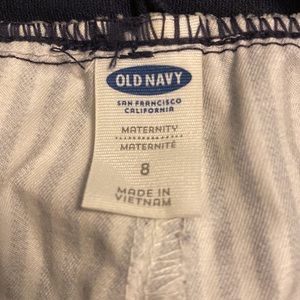 OLD NAVY
SAN FRANCISCO
CALIFORNIA
MATERNITY
MATERNITÉ
8
MADE IN
VIETNAM